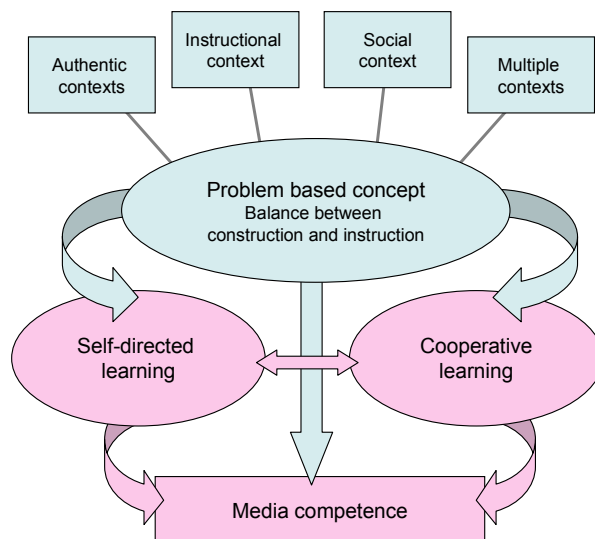 Authentic
contexts
Instructional
context
Social
context
Multiple
contexts
Problem based concept
Balance between
construction and instruction
Self-directed
learning
Cooperative
learning
Media competence